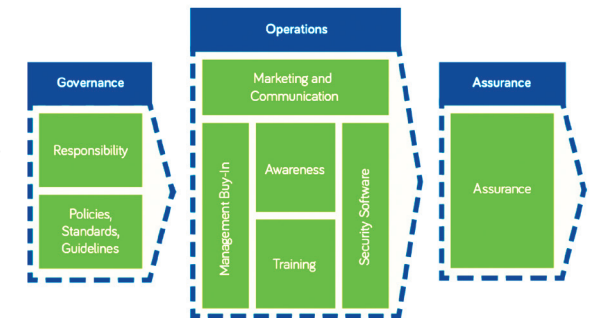 Governance
Responsibility
Policies,
Standards,
Guidelines
Operations
Marketing and
Communication
Management Buy-In
Awareness
Training
Security Software
Assurance
Assurance